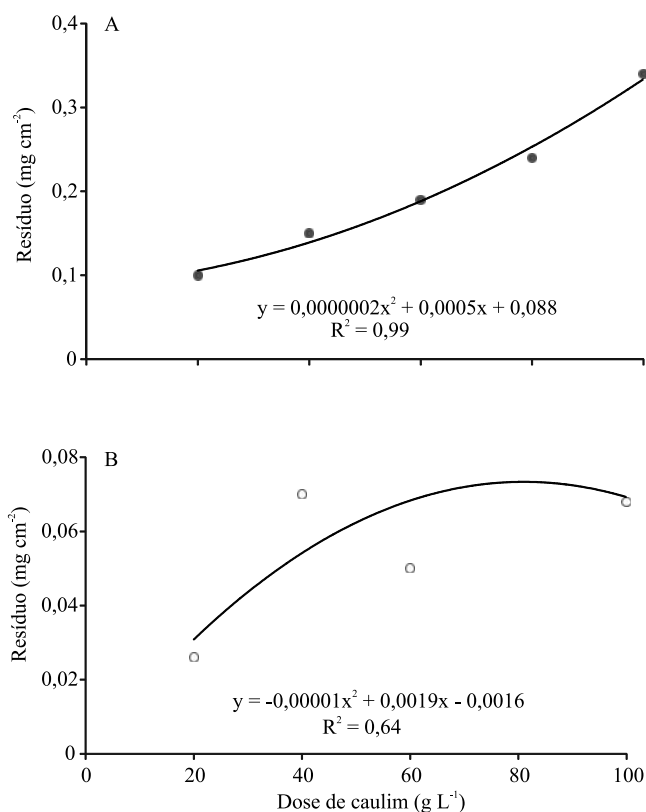 A
0,4
0,3
0,2
0,1
0
Resíduo (mg cm⁻²)
y = 0,0000002x² + 0,0005x + 0,088
R² = 0,99
B
0,08
0,06
0,04
0,02
0
Resíduo (mg cm⁻²)
y = -0,00001x² + 0,0019x - 0,0016
R² = 0,64
0 20 40 60 80 100
Dose de caulim (g L⁻¹)